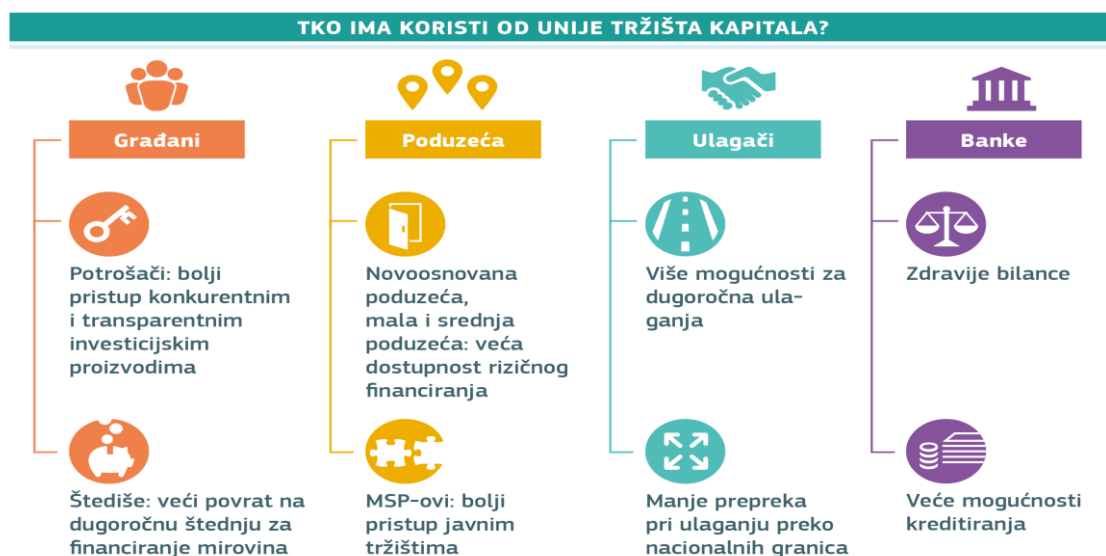 TKO IMA KORISTI OD UNIJE TRŽIŠTA KAPITALA?
Građani
Potrošači: bolji
pristup konkurentnim
i transparentnim
investicijskim
proizvodima
Štediše: veći povrat na
dugoročnu štednju za
financiranje mirovina
Poduzeća
Novoosnovana
poduzeća,
mala i srednja
poduzeća: veća
dostupnost rizičnog
financiranja
MSP-ovi: bolji
pristup javnim
tržištima
Ulagači
Više mogućnosti za
dugoročna ula-
ganja
Manje prepreka
pri ulaganju preko
nacionalnih granica
Banke
Zdravije bilance
Veće mogućnosti
kreditiranja